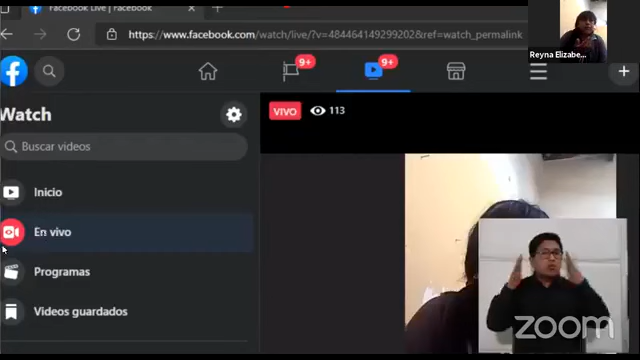 Facebook Live | Facebook
https://www.facebook.com/watch/live/?v=484464149299202&ref=watch_permalink
Reyna Elizabe...
9+
9+
Watch
VIVO
113
Buscar videos
Inicio
En vivo
Programas
Videos guardados
zoom